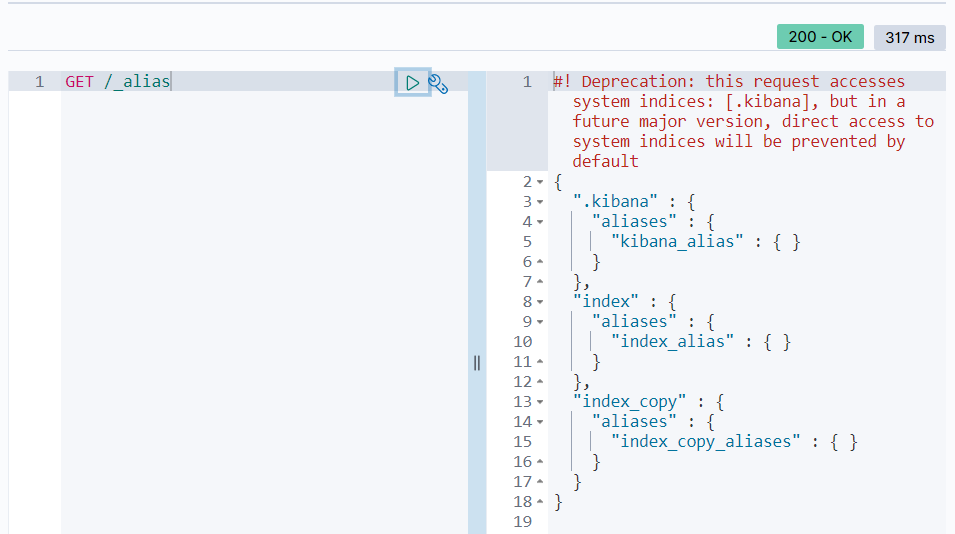 200 - OK
317 ms
1 GET /_alias
1 #! Deprecation: this request accesses
system indices: [.kibana], but in a
future major version, direct access to
system indices will be prevented by
default
2 {
3 ".kibana" : {
4 "aliases" : {
5 "kibana_alias" : { }
6 }
7 },
8 "index" : {
9 "aliases" : {
10 "index_alias" : { }
11 }
12 },
13 "index_copy" : {
14 "aliases" : {
15 "index_copy_aliases" : { }
16 }
17 }
18 }
19